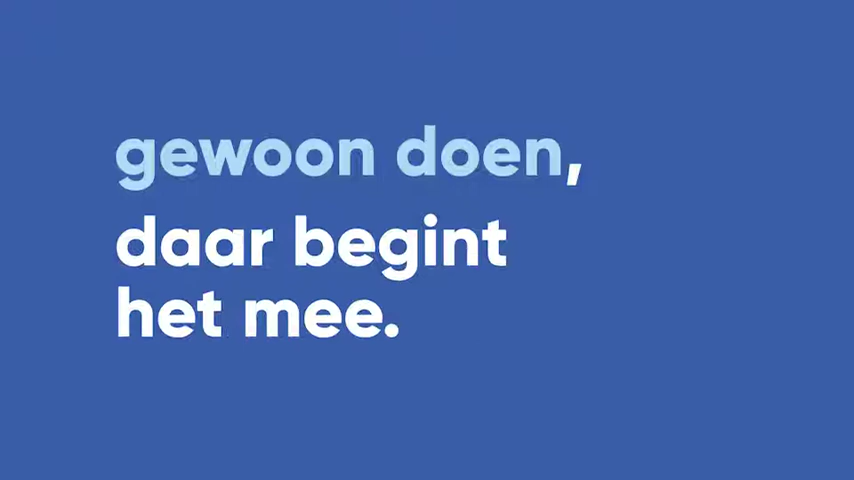 gewoon doen,
daar begint
het mee.